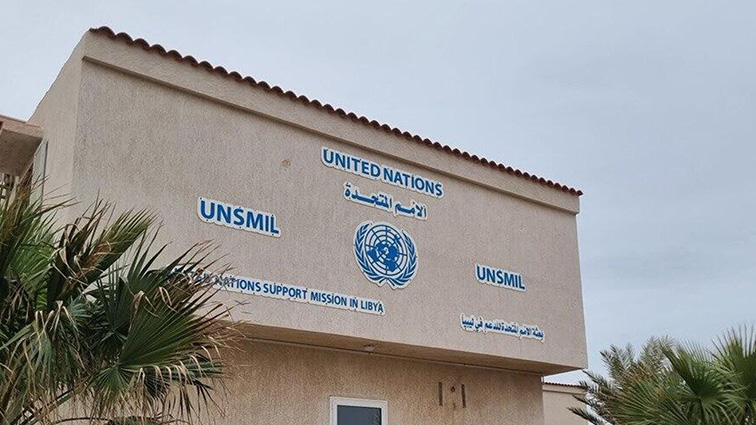 UNITED NATIONS
الامم المتحدة
UNSMIL
UNSMIL
NATIONS SUPPORT MISSION IN LIBYA
بعثة الامم المتحدة للدعم في ليبيا